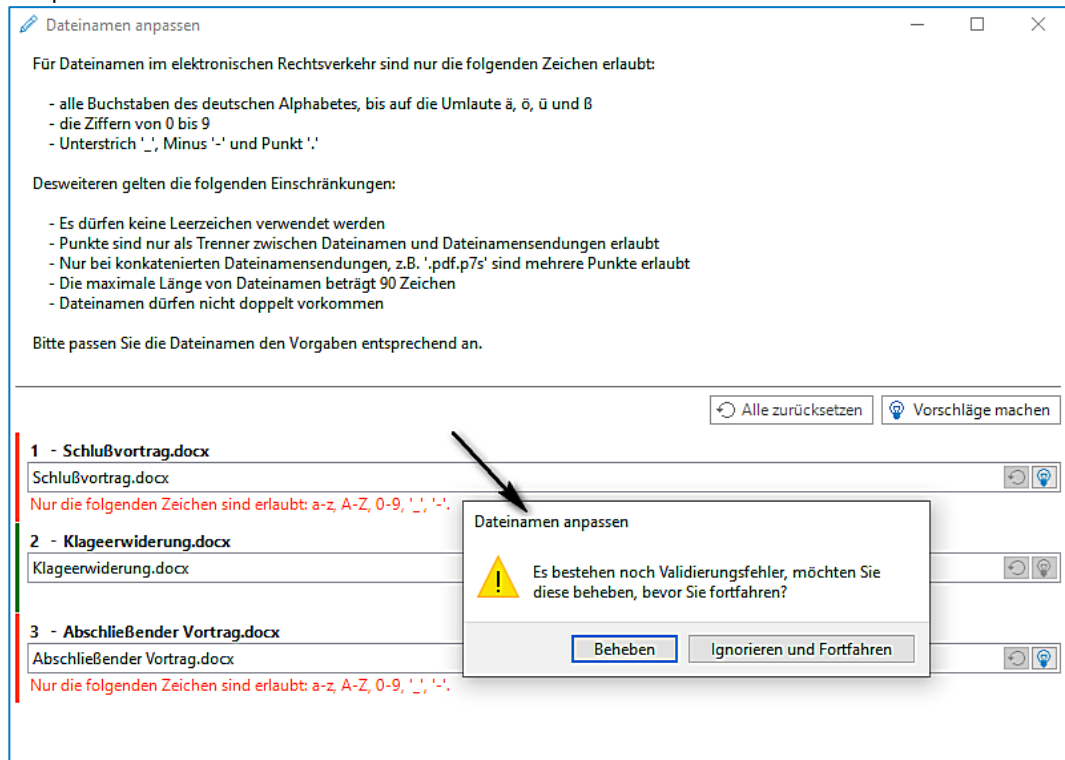 Dateinamen anpassen
Für Dateinamen im elektronischen Rechtsverkehr sind nur die folgenden Zeichen erlaubt:
- alle Buchstaben des deutschen Alphabetes, bis auf die Umlaute ä, ö, ü und ß
- die Ziffern von 0 bis 9
- Unterstrich '_', Minus '-' und Punkt '.'
Desweiteren gelten die folgenden Einschränkungen:
- Es dürfen keine Leerzeichen verwendet werden
- Punkte sind nur als Trenner zwischen Dateinamen und Dateinamensendungen erlaubt
- Nur bei konkatenierten Dateinamensendungen, z.B. '.pdf.p7s' sind mehrere Punkte erlaubt
- Die maximale Länge von Dateinamen beträgt 90 Zeichen
- Dateinamen dürfen nicht doppelt vorkommen
Bitte passen Sie die Dateinamen den Vorgaben entsprechend an.
Alle zurücksetzen Vorschläge machen
1 - Schlußvortrag.docx
Schlußvortrag.docx
Nur die folgenden Zeichen sind erlaubt: a-z, A-Z, 0-9, '_', '-'.
2 - Klageerwiderung.docx
Klageerwiderung.docx
3 - Abschließender Vortrag.docx
Abschließender Vortrag.docx
Nur die folgenden Zeichen sind erlaubt: a-z, A-Z, 0-9, '_', '-'.
Dateinamen anpassen
Es bestehen noch Validierungsfehler, möchten Sie
diese beheben, bevor Sie fortfahren?
Beheben Ignorieren und Fortfahren